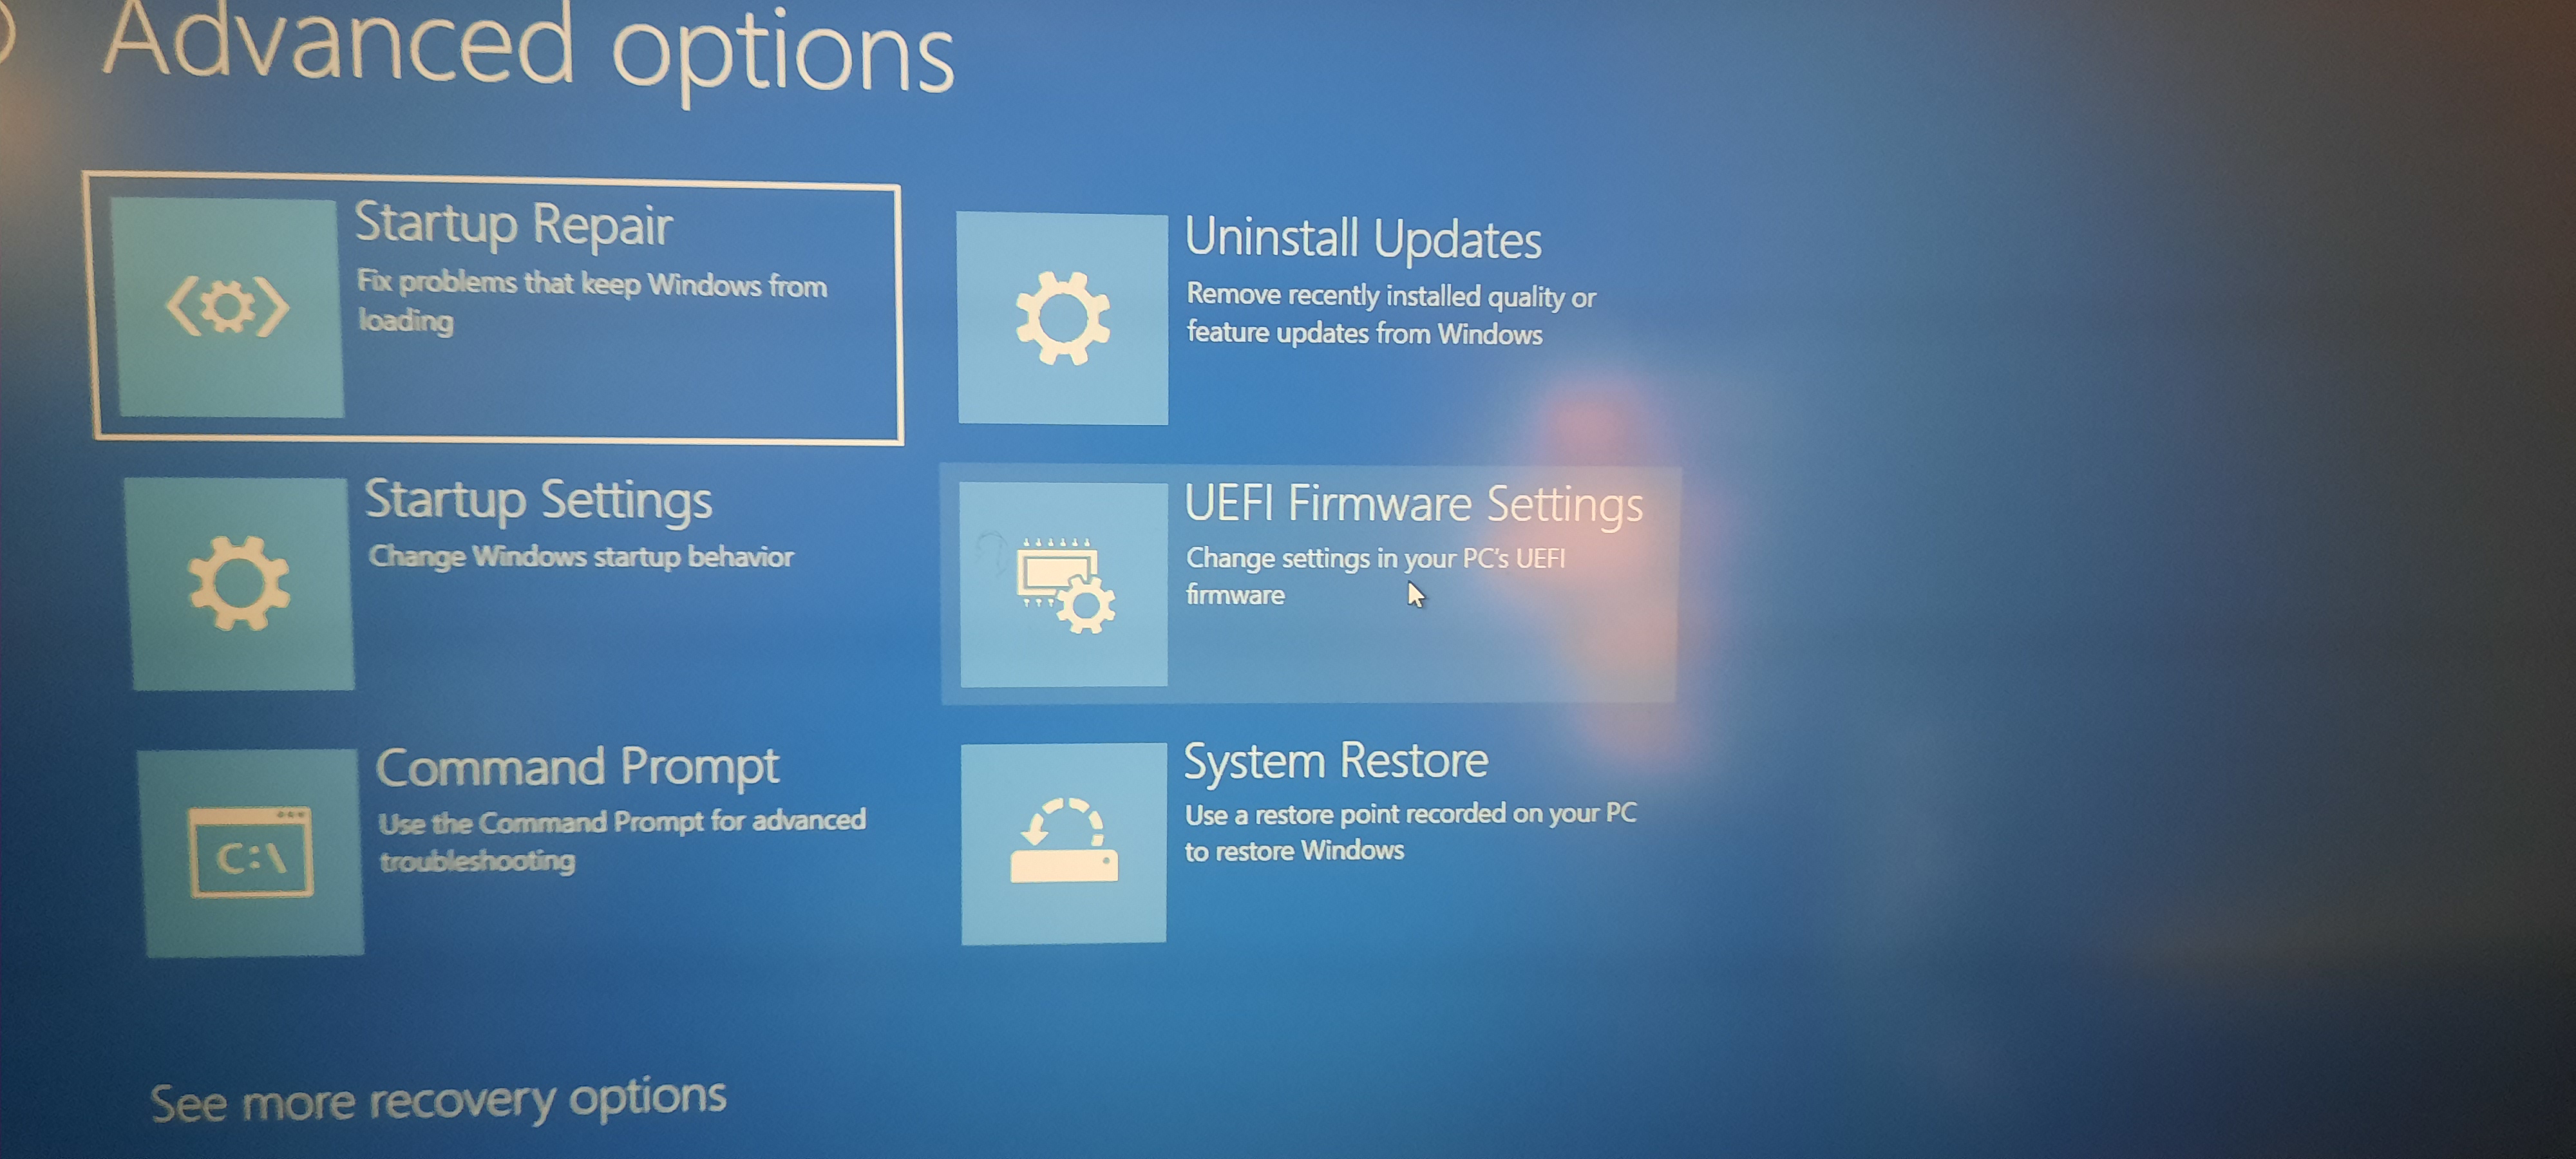 Advanced options
Startup Repair
Fix problems that keep Windows from
loading
Uninstall Updates
Remove recently installed quality or
feature updates from Windows
Startup Settings
Change Windows startup behavior
UEFI Firmware Settings
Change settings in your PC's UEFI
firmware
Command Prompt
Use the Command Prompt for advanced
troubleshooting
C:\
System Restore
Use a restore point recorded on your PC
to restore Windows
See more recovery options